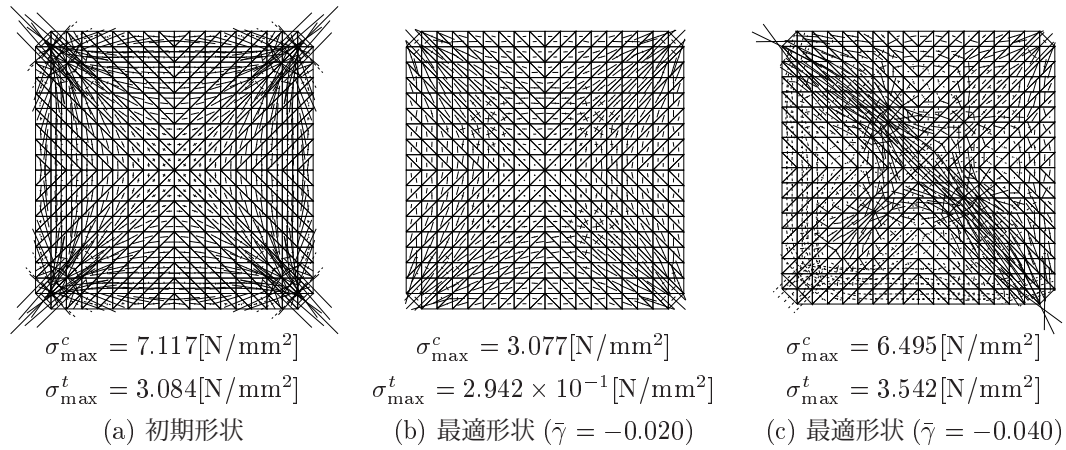 σ^c_max = 7.117[N/mm²]
σ^t_max = 3.084[N/mm²]
(a) 初期形状
σ^c_max = 3.077[N/mm²]
σ^t_max = 2.942 × 10⁻¹[N/mm²]
(b) 最適形状 (γ̄ = −0.020)
σ^c_max = 6.495[N/mm²]
σ^t_max = 3.542[N/mm²]
(c) 最適形状 (γ̄ = −0.040)